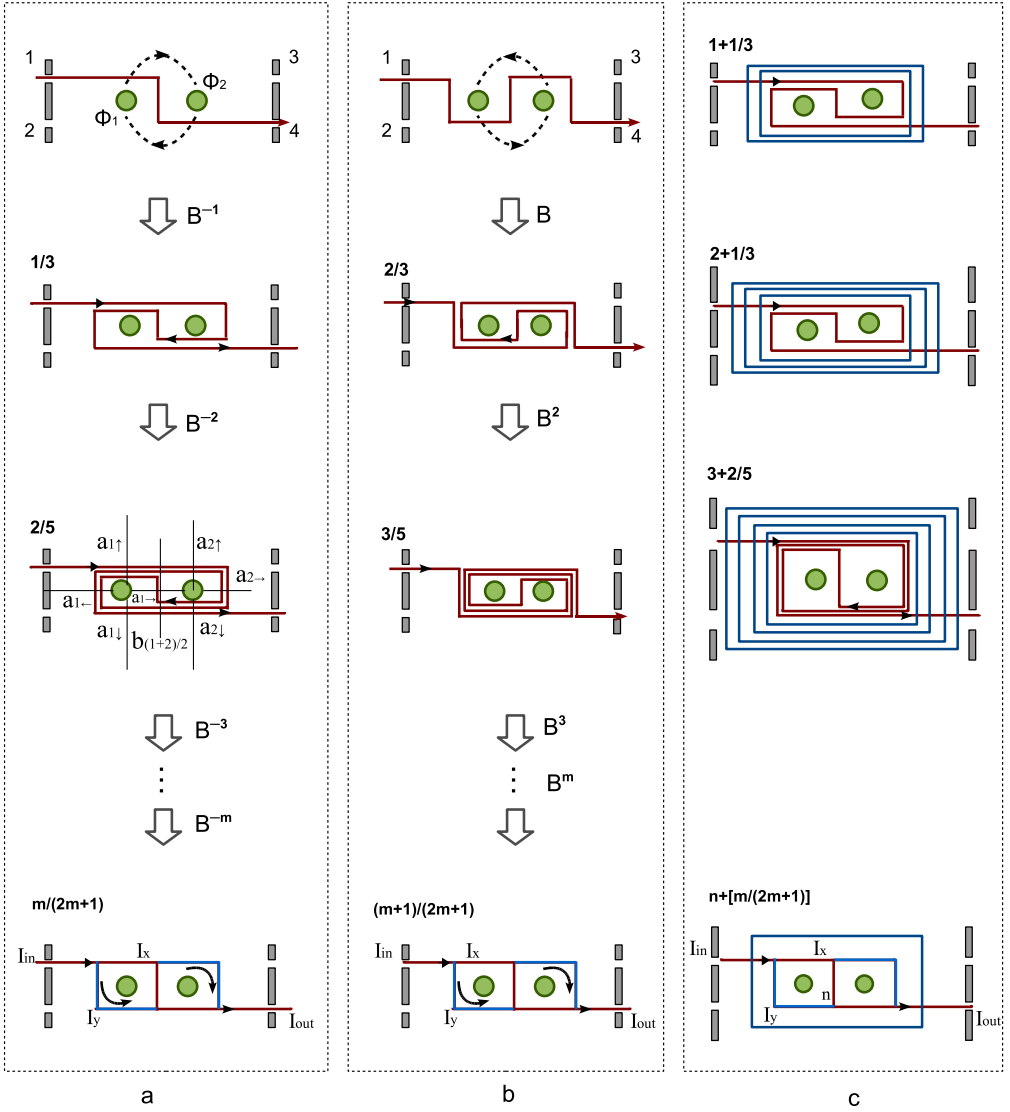 1
3
Φ₂
Φ₁
2
4
B⁻¹
1/3
B⁻²
2/5
a₁↑
a₂↑
a₂→
a₁←
a₁→
a₁↓
a₂↓
b₍₁₊₂₎/₂
B⁻³
⋮
B⁻ᵐ
m/(2m+1)
Iin
Ix
Iy
Iout
a
1
3
2
4
B
2/3
B²
3/5
B³
⋮
Bᵐ
(m+1)/(2m+1)
Iin
Ix
Iy
Iout
b
1+1/3
2+1/3
3+2/5
n+[m/(2m+1)]
Iin
Ix
n
Iy
Iout
c